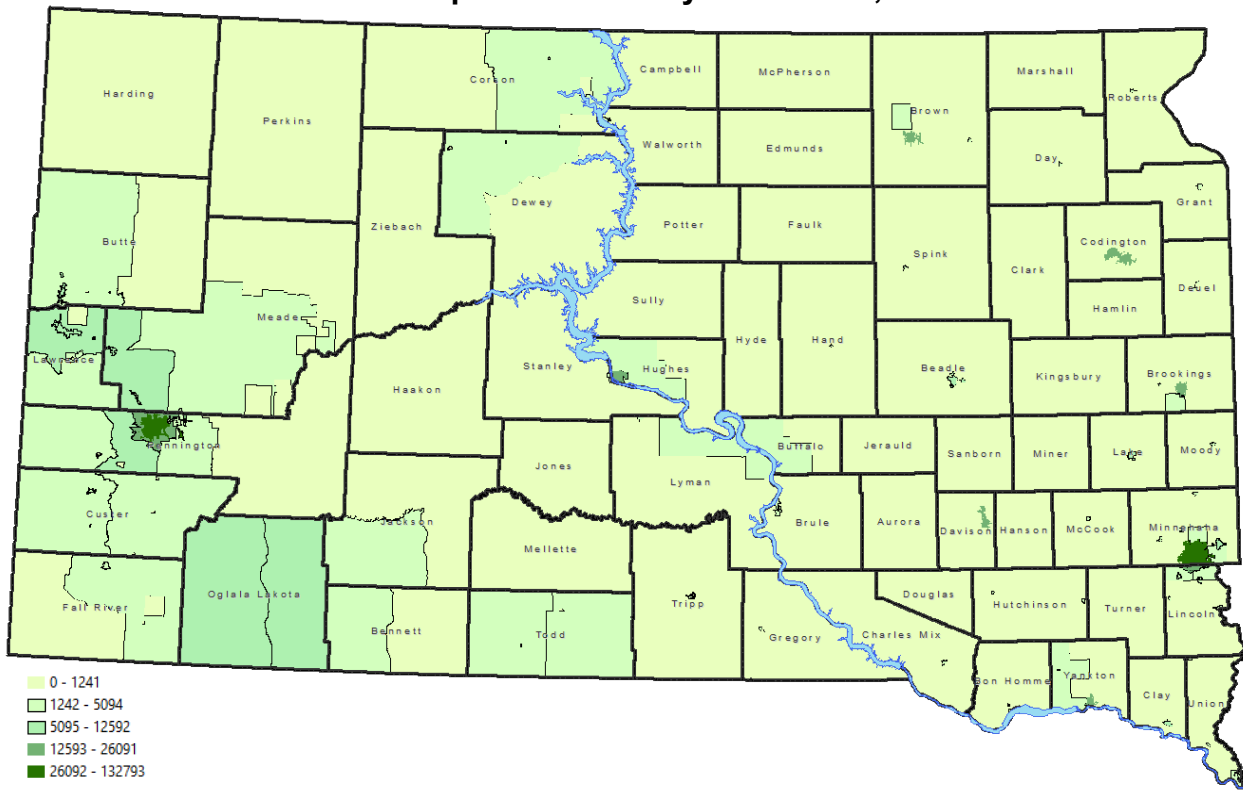 Harding
Perkins
Corson
Campbell
McPherson
Brown
Marshall
Roberts
Walworth
Edmunds
Day
Grant
Butte
Ziebach
Dewey
Potter
Faulk
Spink
Clark
Codington
Deuel
Hamlin
Meade
Sully
Hyde
Hand
Lawrence
Haakon
Stanley
Hughes
Beadle
Kingsbury
Brookings
Pennington
Jones
Lyman
Buffalo
Jerauld
Sanborn
Miner
Lake
Moody
Custer
Jackson
Mellette
Brule
Aurora
Davison
Hanson
McCook
Minnehaha
Fall River
Oglala Lakota
Bennett
Todd
Tripp
Gregory
Charles Mix
Douglas
Hutchinson
Turner
Lincoln
Bon Homme
Yankton
Clay
Union
0 - 1241
1242 - 5094
5095 - 12592
12593 - 26091
26092 - 132793